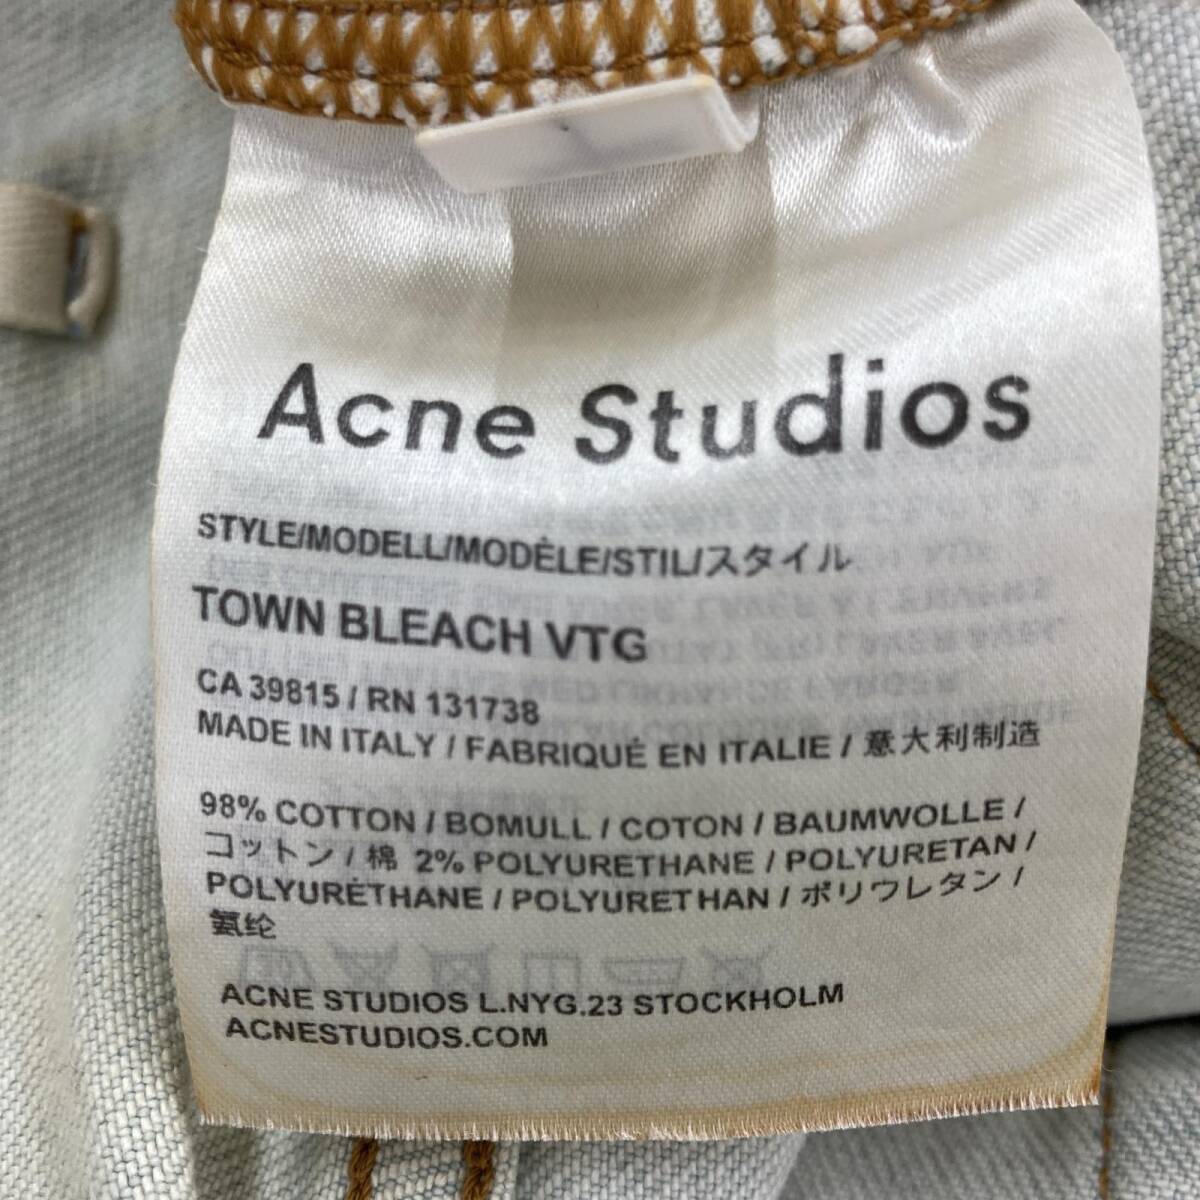 Acne Studios
STYLE/MODELL/MODÈLE/STIL/スタイル
TOWN BLEACH VTG
CA 39815 / RN 131738
MADE IN ITALY / FABRIQUÉ EN ITALIE / 意大利制造
98% COTTON / BOMULL / COTON / BAUMWOLLE /
コットン / 棉 2% POLYURETHANE / POLYURETAN /
POLYURÉTHANE / POLYURETHAN / ポリウレタン /
氨纶
ACNE STUDIOS L.NYG.23 STOCKHOLM
ACNESTUDIOS.COM